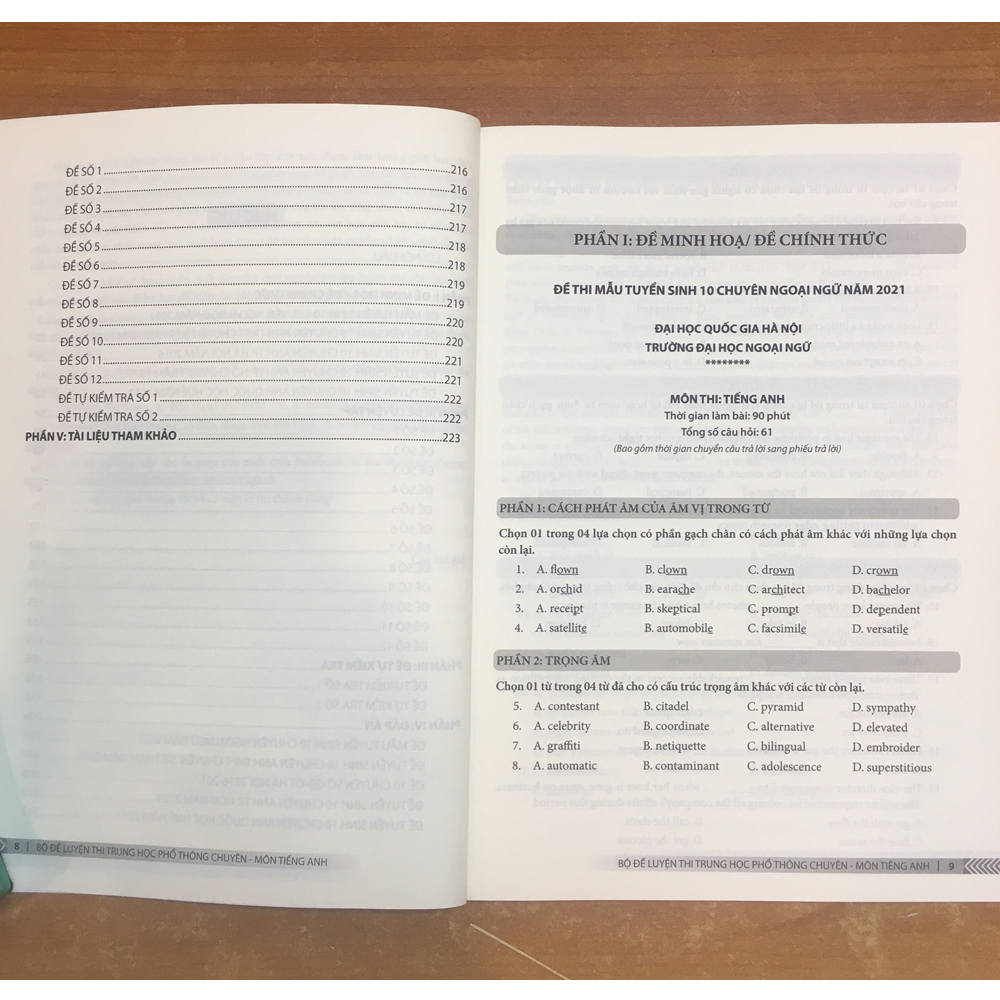 ĐỀ SỐ 1 ........ 216
ĐỀ SỐ 2 ........ 216
ĐỀ SỐ 3 ........ 217
ĐỀ SỐ 4 ........ 217
ĐỀ SỐ 5 ........ 218
ĐỀ SỐ 6 ........ 218
ĐỀ SỐ 7 ........ 219
ĐỀ SỐ 8 ........ 219
ĐỀ SỐ 9 ........ 220
ĐỀ SỐ 10 ........ 220
ĐỀ SỐ 11 ........ 221
ĐỀ SỐ 12 ........ 221
ĐỀ TỰ KIỂM TRA SỐ 1 ........ 222
ĐỀ TỰ KIỂM TRA SỐ 2 ........ 222
PHẦN V: TÀI LIỆU THAM KHẢO ........ 223
8 | BỘ ĐỀ LUYỆN THI TRUNG HỌC PHỔ THÔNG CHUYÊN - MÔN TIẾNG ANH
PHẦN I: ĐỀ MINH HOẠ/ ĐỀ CHÍNH THỨC
ĐỀ THI MẪU TUYỂN SINH 10 CHUYÊN NGOẠI NGỮ NĂM 2021
ĐẠI HỌC QUỐC GIA HÀ NỘI
TRƯỜNG ĐẠI HỌC NGOẠI NGỮ
********
MÔN THI: TIẾNG ANH
Thời gian làm bài: 90 phút
Tổng số câu hỏi: 61
(Bao gồm thời gian chuyển câu trả lời sang phiếu trả lời)
PHẦN 1: CÁCH PHÁT ÂM CỦA ÂM VỊ TRONG TỪ
Chọn 01 trong 04 lựa chọn có phần gạch chân có cách phát âm khác với những lựa chọn
còn lại.
1. A. flown B. clown C. drown D. crown
2. A. orchid B. earache C. architect D. bachelor
3. A. receipt B. skeptical C. prompt D. dependent
4. A. satellite B. automobile C. facsimile D. versatile
PHẦN 2: TRỌNG ÂM
Chọn 01 từ trong 04 từ đã cho có cấu trúc trọng âm khác với các từ còn lại.
5. A. contestant B. citadel C. pyramid D. sympathy
6. A. celebrity B. coordinate C. alternative D. elevated
7. A. graffiti B. netiquette C. bilingual D. embroider
8. A. automatic B. contaminant C. adolescence D. superstitious
BỘ ĐỀ LUYỆN THI TRUNG HỌC PHỔ THÔNG CHUYÊN - MÔN TIẾNG ANH | 9